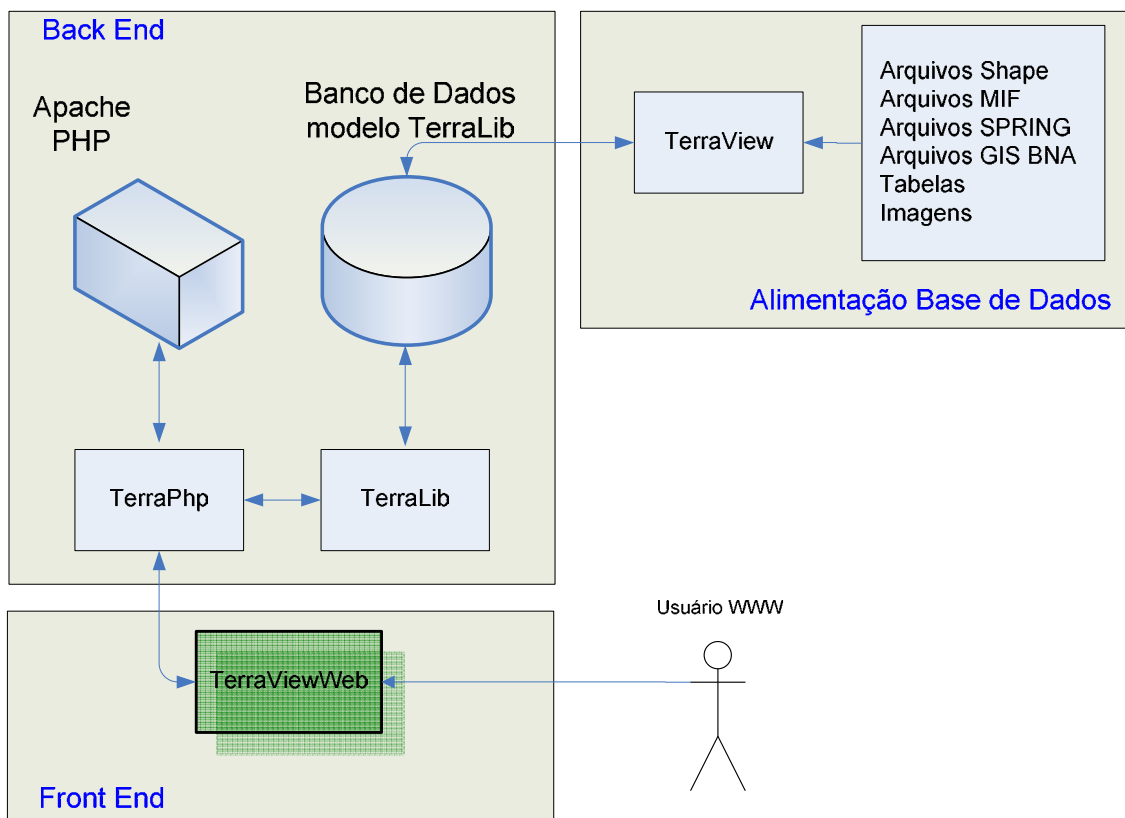 Back End
Apache
PHP
Banco de Dados
modelo TerraLib
TerraView
Arquivos Shape
Arquivos MIF
Arquivos SPRING
Arquivos GIS BNA
Tabelas
Imagens
Alimentação Base de Dados
TerraPhp
TerraLib
Usuário WWW
TerraViewWeb
Front End